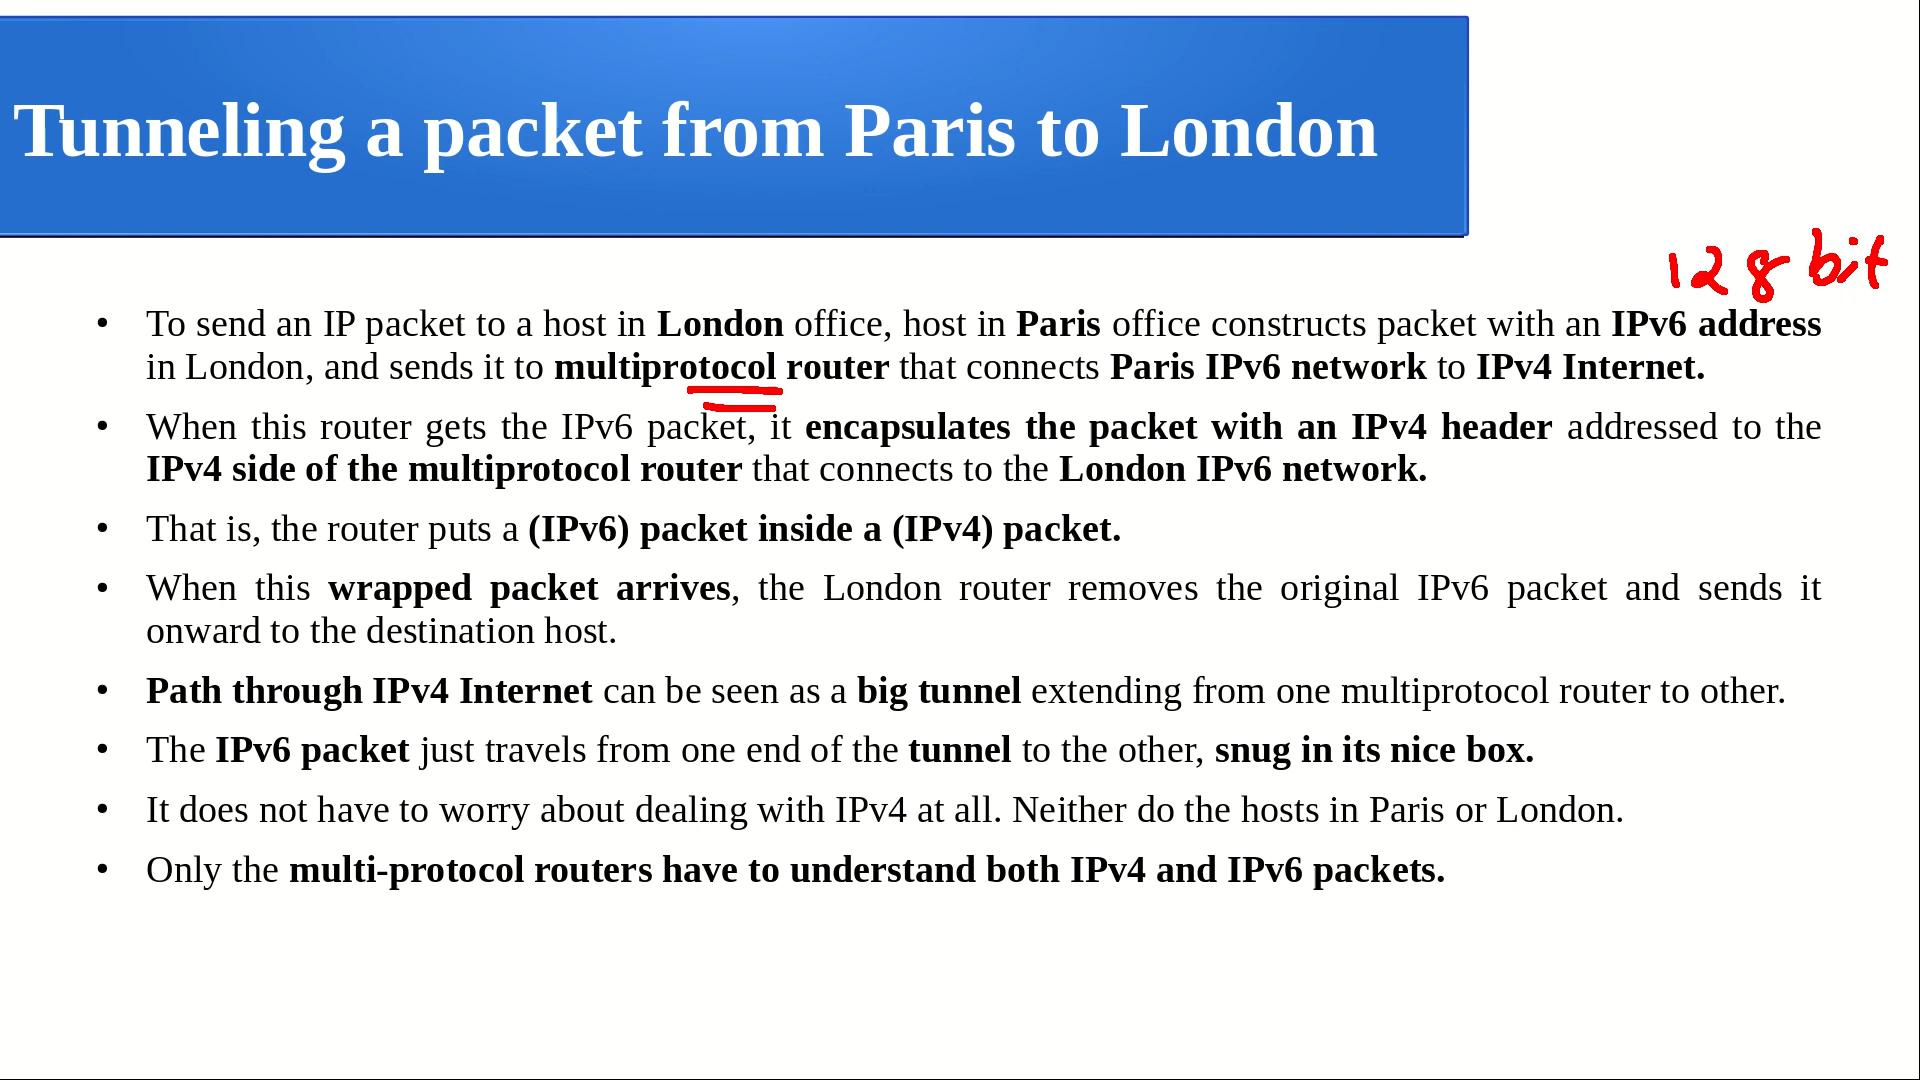 Tunneling a packet from Paris to London
128 bit
• To send an IP packet to a host in London office, host in Paris office constructs packet with an IPv6 address
in London, and sends it to multiprotocol router that connects Paris IPv6 network to IPv4 Internet.
• When this router gets the IPv6 packet, it encapsulates the packet with an IPv4 header addressed to the
IPv4 side of the multiprotocol router that connects to the London IPv6 network.
• That is, the router puts a (IPv6) packet inside a (IPv4) packet.
• When this wrapped packet arrives, the London router removes the original IPv6 packet and sends it
onward to the destination host.
• Path through IPv4 Internet can be seen as a big tunnel extending from one multiprotocol router to other.
• The IPv6 packet just travels from one end of the tunnel to the other, snug in its nice box.
• It does not have to worry about dealing with IPv4 at all. Neither do the hosts in Paris or London.
• Only the multi-protocol routers have to understand both IPv4 and IPv6 packets.